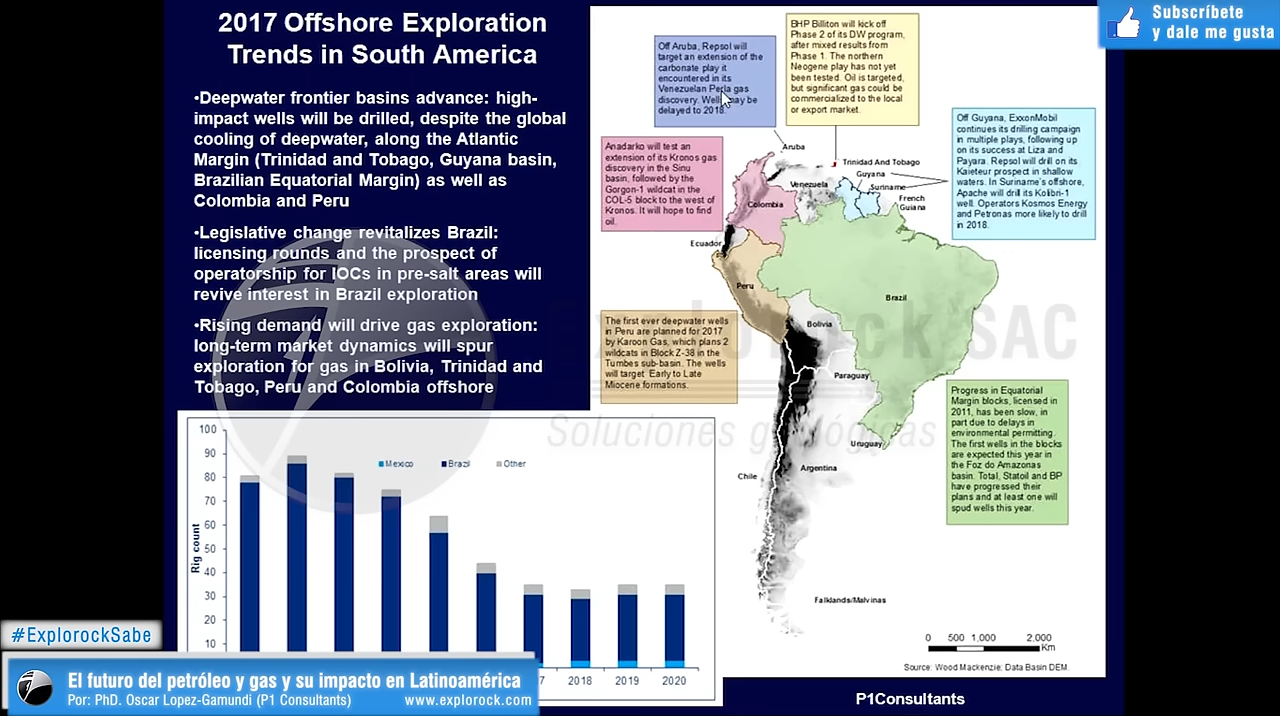 2017 Offshore Exploration
Trends in South America
•Deepwater frontier basins advance: high-
impact wells will be drilled, despite the global
cooling of deepwater, along the Atlantic
Margin (Trinidad and Tobago, Guyana basin,
Brazilian Equatorial Margin) as well as
Colombia and Peru
•Legislative change revitalizes Brazil:
licensing rounds and the prospect of
operatorship for IOCs in pre-salt areas will
revive interest in Brazil exploration
•Rising demand will drive gas exploration:
long-term market dynamics will spur
exploration for gas in Bolivia, Trinidad and
Tobago, Peru and Colombia offshore
Off Aruba, Repsol will
target an extension of the
carbonate play it
encountered in its
Venezuelan Perla gas
discovery. Well may be
delayed to 2018.
BHP Billiton will kick off
Phase 2 of its DW program,
after mixed results from
Phase 1. The northern
Neogene play has not yet
been tested. Oil is targeted,
but significant gas could be
commercialized to the local
or export market.
Subscríbete
y dale me gusta
Off Guyana, ExxonMobil
continues its drilling campaign
in multiple plays, following up
on its success at Liza and
Payara. Repsol will drill on its
Kaieteur prospect in shallow
waters. In Suriname's offshore,
Apache will drill its Kolibri-1
well. Operators Kosmos Energy
and Petronas more likely to drill
in 2018.
Anadarko will test an
extension of its Kronos gas
discovery in the Sinu
basin, followed by the
Gorgon-1 wildcat in the
COL-5 block to the west of
Kronos. It will hope to find
oil.
Aruba
Trinidad And Tobago
Guyana
Venezuela
Suriname
French
Guiana
Colombia
Ecuador
Peru
Brazil
Bolivia
Paraguay
Uruguay
Argentina
Chile
Falklands/Malvinas
The first ever deepwater wells
in Peru are planned for 2017
by Karoon Gas, which plans 2
wildcats in Block Z-38 in the
Tumbes sub-basin. The wells
will target Early to Late
Miocene formations.
Progress in Equatorial
Margin blocks, licensed in
2011, has been slow, in
part due to delays in
environmental permitting.
The first wells in the blocks
are expected this year in
the Foz do Amazonas
basin. Total, Statoil and BP
have progressed their
plans and at least one will
spud wells this year.
SAC
Soluciones geológicas
100
90
80
70
60
50
40
30
20
10
Rig count
Mexico Brazil Other
7 2018 2019 2020
0 500 1,000 2,000
Km
Source: Wood Mackenzie; Data Basin DEM.
P1Consultants
#ExplorockSabe
El futuro del petróleo y gas y su impacto en Latinoamérica
Por: PhD. Oscar Lopez-Gamundi (P1 Consultants) www.explorock.com